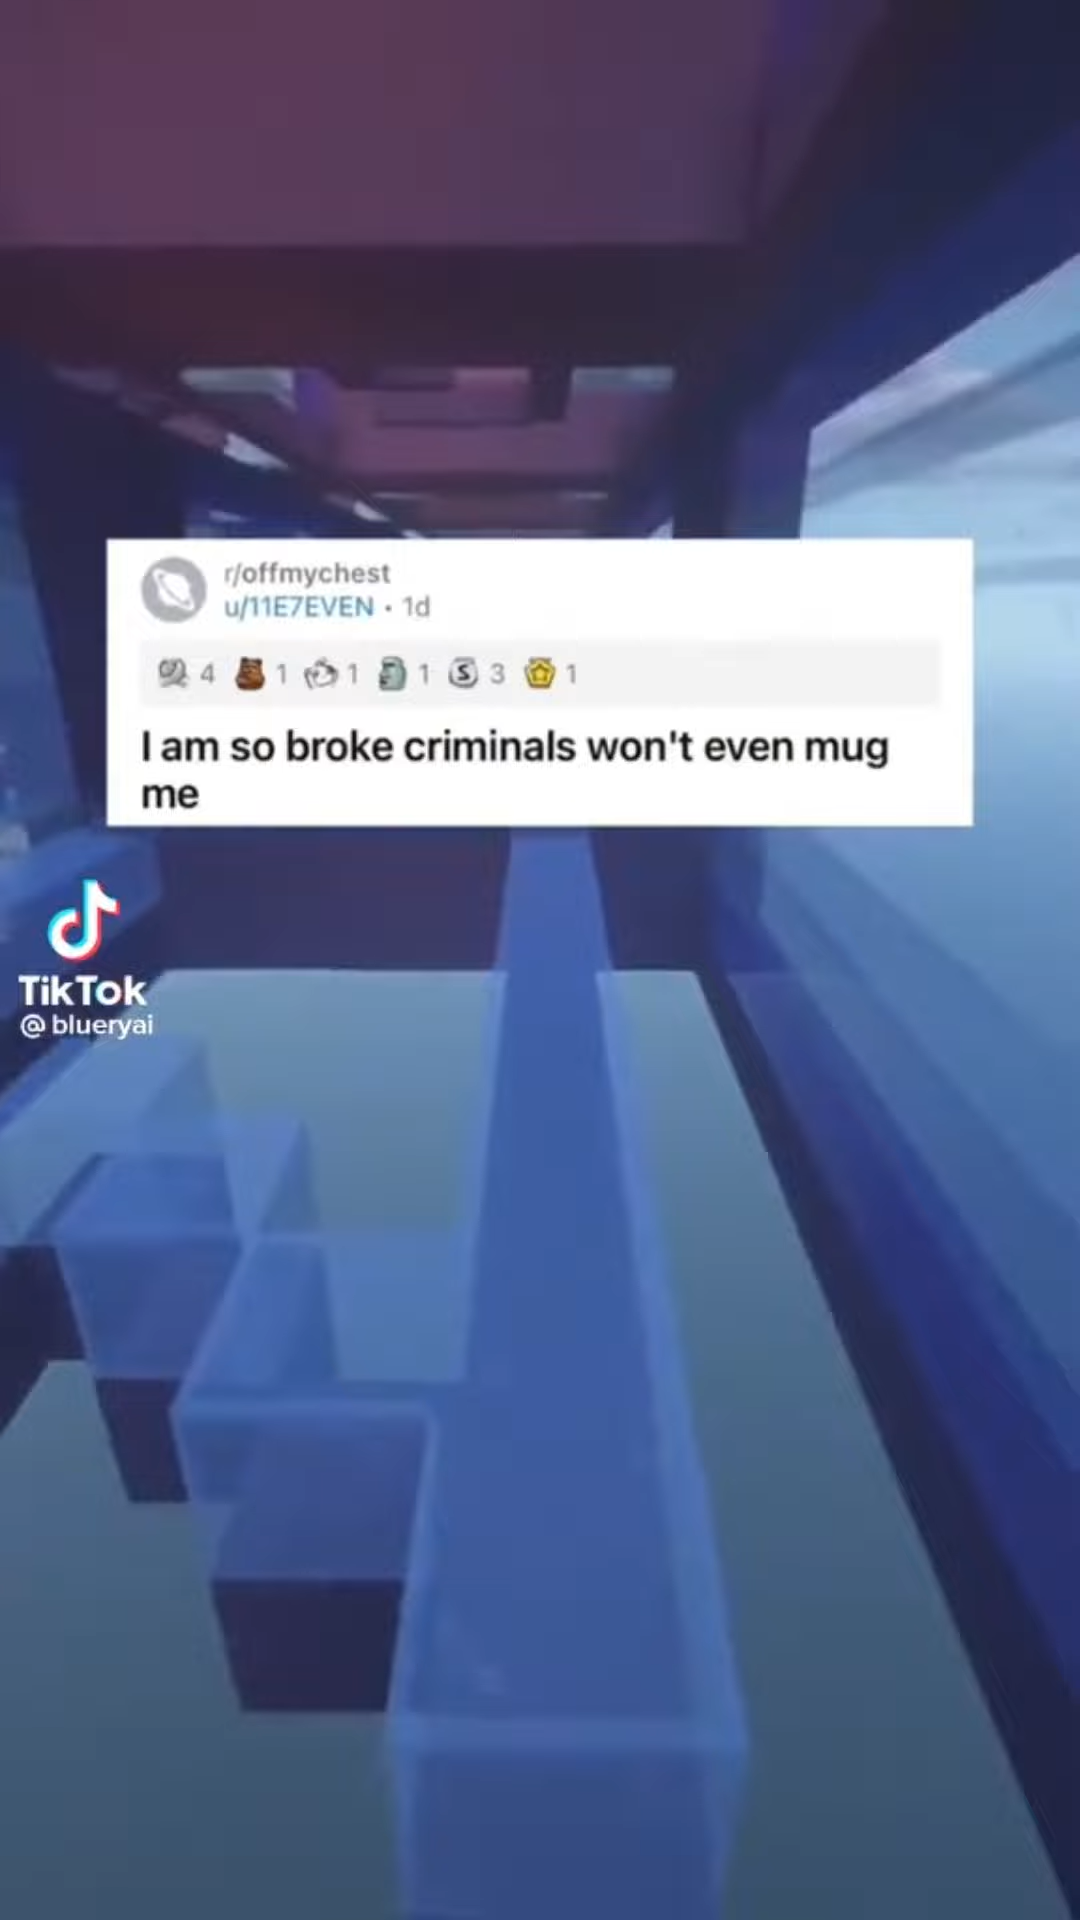 r/offmychest
u/11E7EVEN • 1d
4 1 1 1 S 3 1
I am so broke criminals won't even mug
me
TikTok
@blueryai